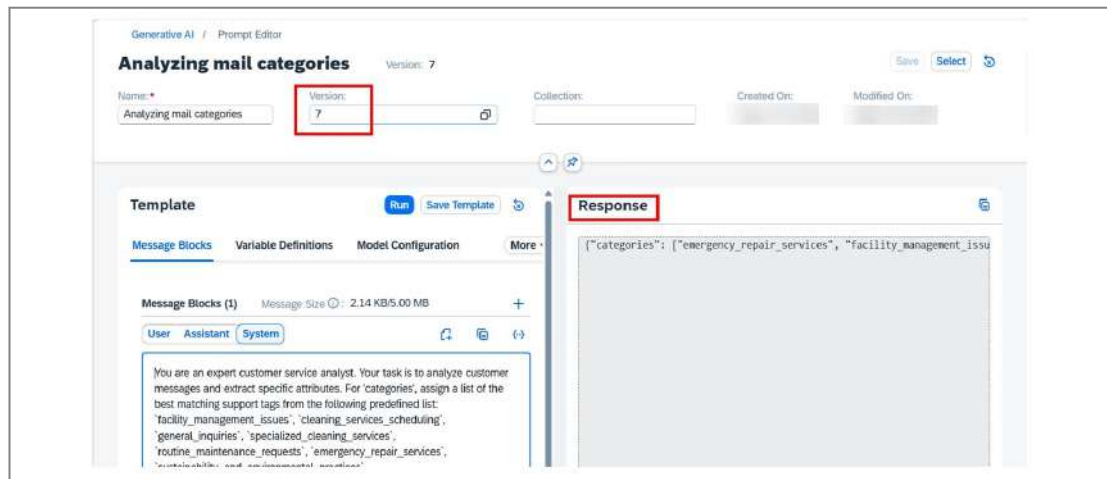 Generative AI / Prompt Editor
Analyzing mail categories Version: 7
Save Select
Name:* Version: Collection: Created On: Modified On:
Analyzing mail categories 7
Template Run Save Template
Response
Message Blocks Variable Definitions Model Configuration More
{"categories": ["emergency_repair_services", "facility_management_issu
Message Blocks (1) Message Size : 2.14 KB/5.00 MB
User Assistant System
You are an expert customer service analyst. Your task is to analyze customer
messages and extract specific attributes. For 'categories', assign a list of the
best matching support tags from the following predefined list:
`facility_management_issues`, `cleaning_services_scheduling`,
`general_inquiries`, `specialized_cleaning_services`,
`routine_maintenance_requests`, `emergency_repair_services`,
`sustainability_and_environmental_practices`